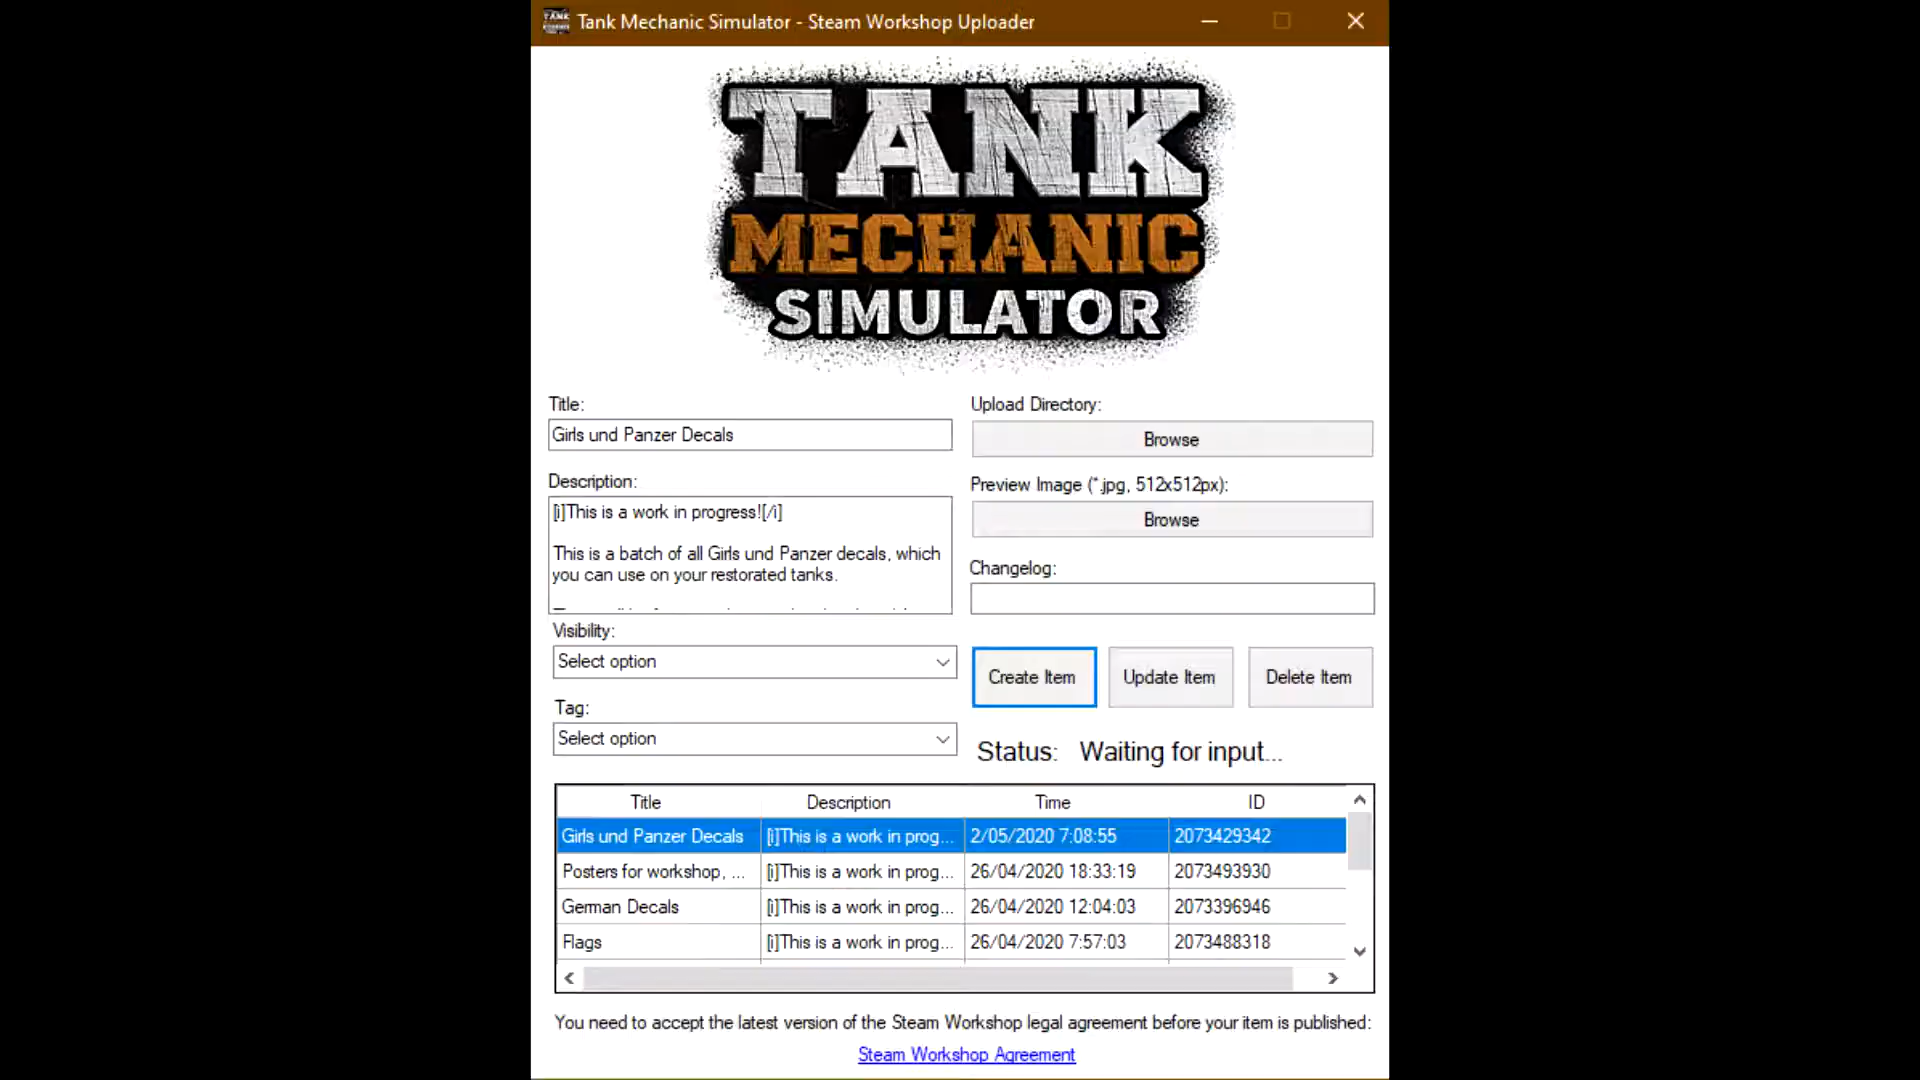 Tank Mechanic Simulator - Steam Workshop Uploader
TANK
MECHANIC
SIMULATOR
Title:
Girls und Panzer Decals
Description:
[i]This is a work in progress![/i]
This is a batch of all Girls und Panzer decals, which
you can use on your restorated tanks.
Visibility:
Select option
Tag:
Select option
Upload Directory:
Browse
Preview Image (*.jpg, 512x512px):
Browse
Changelog:
Create Item Update Item Delete Item
Status: Waiting for input...
Title Description Time ID
Girls und Panzer Decals [i]This is a work in prog... 2/05/2020 7:08:55 2073429342
Posters for workshop, ... [i]This is a work in prog... 26/04/2020 18:33:19 2073493930
German Decals [i]This is a work in prog... 26/04/2020 12:04:03 2073396946
Flags [i]This is a work in prog... 26/04/2020 7:57:03 2073488318
You need to accept the latest version of the Steam Workshop legal agreement before your item is published:
Steam Workshop Agreement